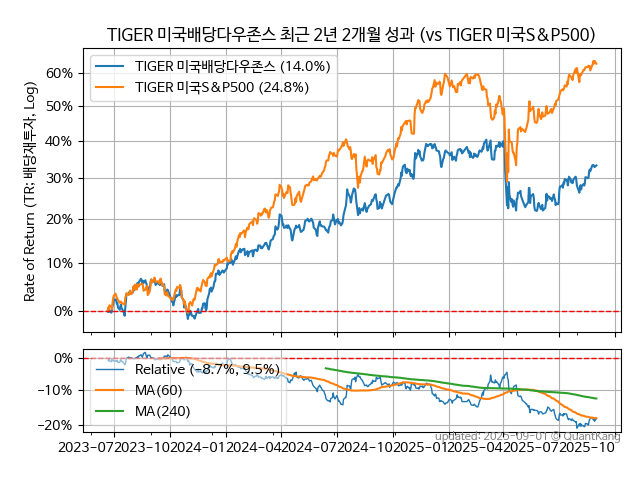 TIGER 미국배당다우존스 최근 2년 2개월 성과 (vs TIGER 미국S&P500)
Rate of Return (TR: 배당재투자, Log)
TIGER 미국배당다우존스 (14.0%)
TIGER 미국S&P500 (24.8%)
60%
50%
40%
30%
20%
10%
0%
Relative (−8.7%, 9.5%)
MA(60)
MA(240)
0%
−10%
−20%
updated: 2025-09-01 © QuantKang
2023-07 2023-10 2024-01 2024-04 2024-07 2024-10 2025-01 2025-04 2025-07 2025-10